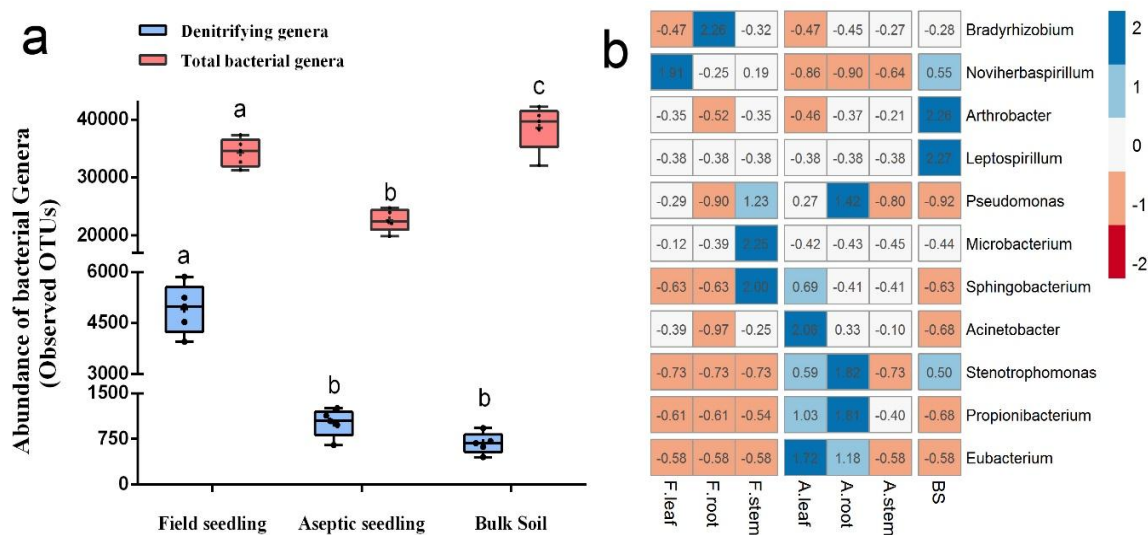 a
Denitrifying genera
Total bacterial genera
Abundance of bacterial Genera
(Observed OTUs)
40000
30000
20000
6000
4500
3000
1500
750
0
a
a
b
b
c
b
Field seedling
Aseptic seedling
Bulk Soil
b
-0.47 2.26 -0.32 -0.47 -0.45 -0.27 -0.28 Bradyrhizobium
1.91 -0.25 0.19 -0.86 -0.90 -0.64 0.55 Noviherbaspirillum
-0.35 -0.52 -0.35 -0.46 -0.37 -0.21 2.26 Arthrobacter
-0.38 -0.38 -0.38 -0.38 -0.38 -0.38 2.27 Leptospirillum
-0.29 -0.90 1.23 0.27 1.42 -0.80 -0.92 Pseudomonas
-0.12 -0.39 2.25 -0.42 -0.43 -0.45 -0.44 Microbacterium
-0.63 -0.63 2.00 0.69 -0.41 -0.41 -0.63 Sphingobacterium
-0.39 -0.97 -0.25 2.06 0.33 -0.10 -0.68 Acinetobacter
-0.73 -0.73 -0.73 0.59 1.82 -0.73 0.50 Stenotrophomonas
-0.61 -0.61 -0.54 1.03 1.81 -0.40 -0.68 Propionibacterium
-0.58 -0.58 -0.58 1.72 1.18 -0.58 -0.58 Eubacterium
F.leaf F.root F.stem A.leaf A.root A.stem BS
2
1
0
-1
-2